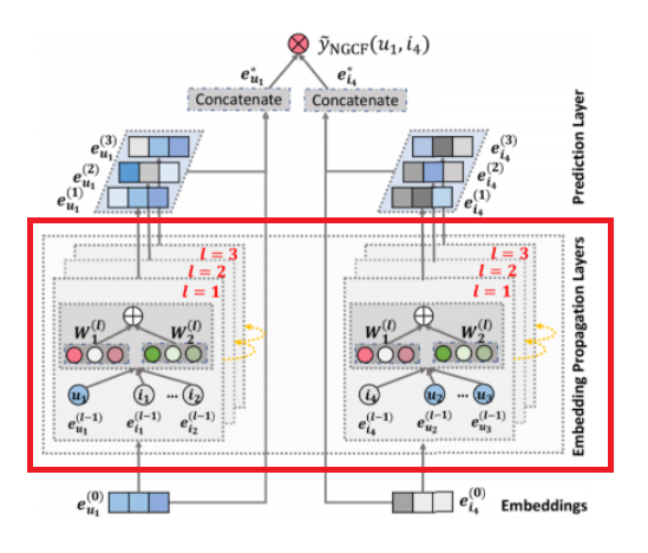 ỹNGCF(u₁, i₄)
e*u₁ e*i₄
Concatenate Concatenate
e(3)u₁ e(3)i₄
e(2)u₁ e(2)i₄
e(1)u₁ e(1)i₄
Prediction Layer
l = 3 l = 3
l = 2 l = 2
l = 1 l = 1
W(l)1 W(l)2 W(l)1 W(l)2
u₁ i₁ ... i₂ i₄ u₂ ... u₃
e(l-1)u₁ e(l-1)i₁ e(l-1)i₂ e(l-1)i₄ e(l-1)u₂ e(l-1)u₃
Embedding Propagation Layers
e(0)u₁ e(0)i₄ Embeddings